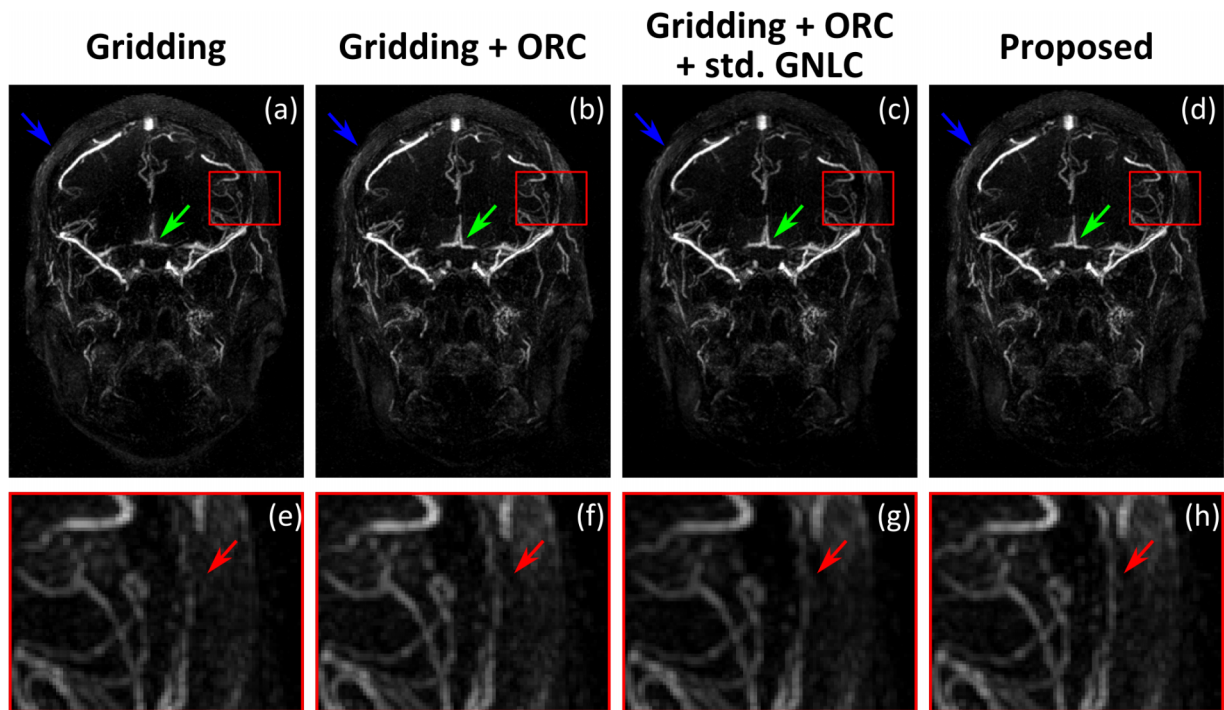 Gridding
Gridding + ORC
Gridding + ORC
+ std. GNLC
Proposed
(a)
(b)
(c)
(d)
(e)
(f)
(g)
(h)